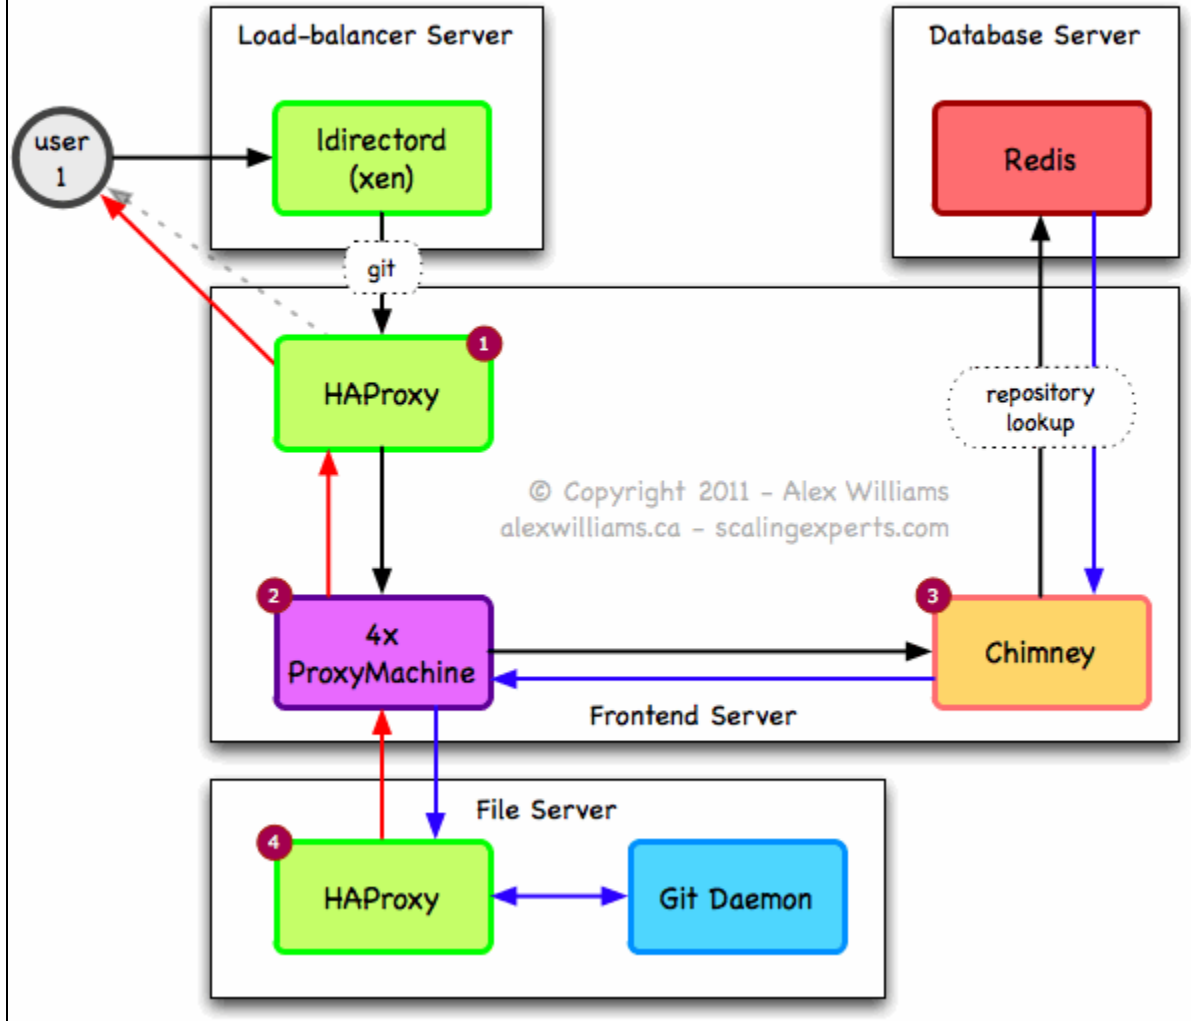 Load-balancer Server
Database Server
user
1
ldirectord
(xen)
Redis
git
1
HAProxy
repository
lookup
© Copyright 2011 - Alex Williams
alexwilliams.ca - scalingexperts.com
2
4x
ProxyMachine
3
Chimney
Frontend Server
File Server
4
HAProxy
Git Daemon